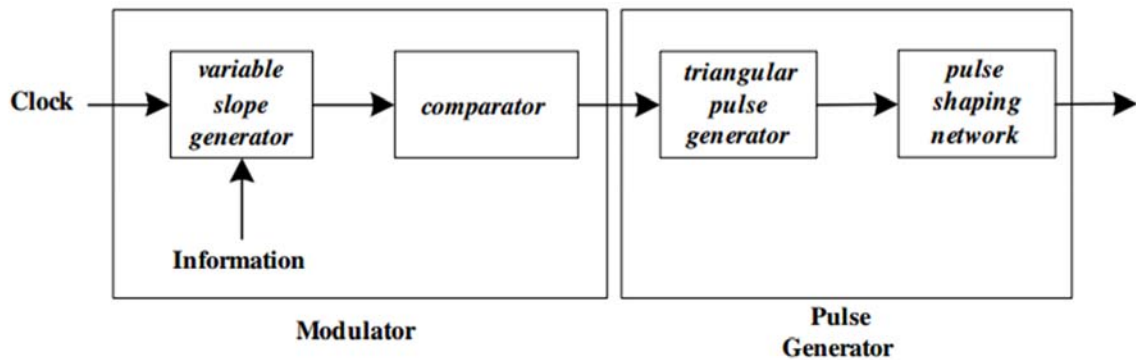 Clock
variable
slope
generator
comparator
triangular
pulse
generator
pulse
shaping
network
Information
Modulator
Pulse
Generator